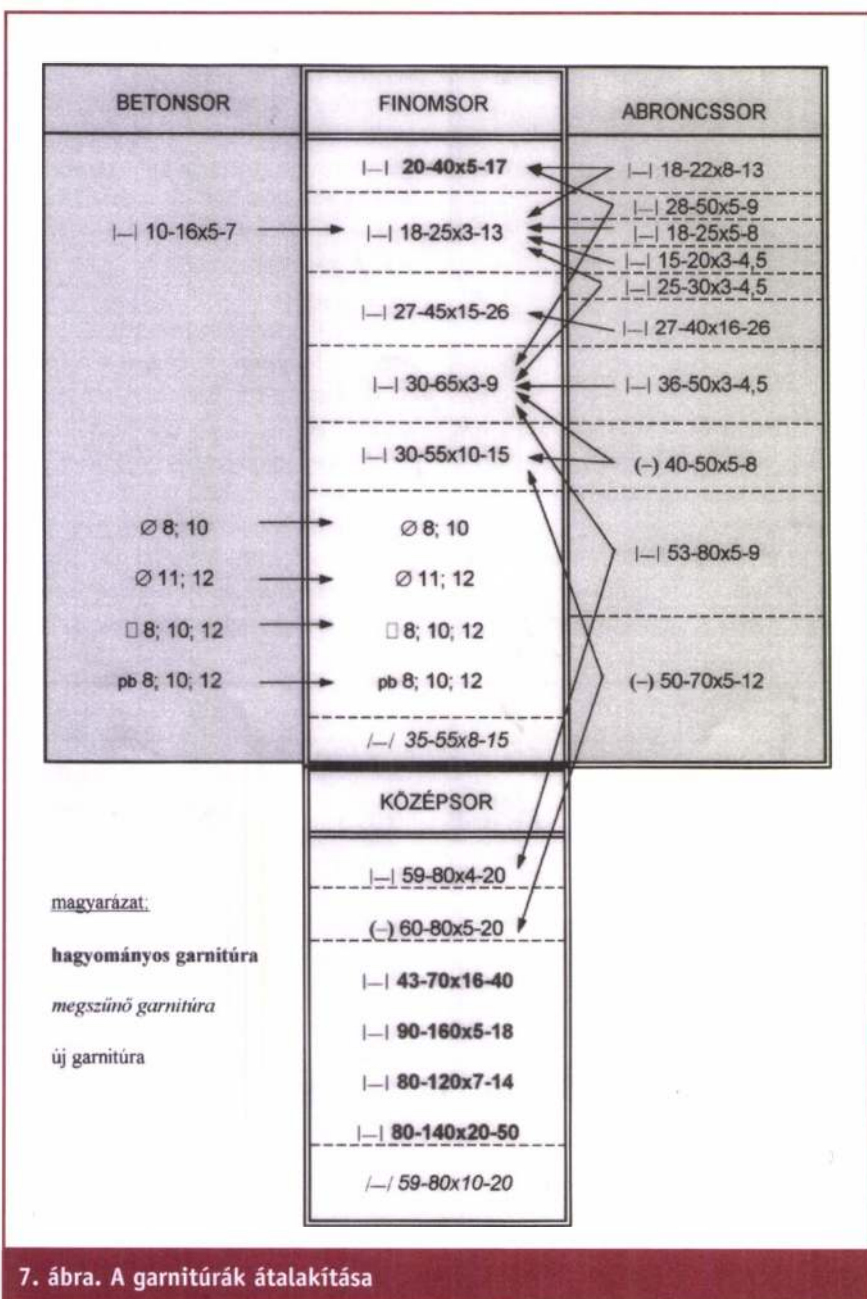 BETONSOR
|—| 10-16x5-7
∅ 8; 10
∅ 11; 12
□ 8; 10; 12
pb 8; 10; 12
FINOMSOR
|—| 20-40x5-17
|—| 18-25x3-13
|—| 27-45x15-26
|—| 30-65x3-9
|—| 30-55x10-15
∅ 8; 10
∅ 11; 12
□ 8; 10; 12
pb 8; 10; 12
/—/ 35-55x8-15
ABRONCSSOR
|—| 18-22x8-13
|—| 28-50x5-9
|—| 18-25x5-8
|—| 15-20x3-4,5
|—| 25-30x3-4,5
|—| 27-40x16-26
|—| 36-50x3-4,5
(–) 40-50x5-8
|—| 53-80x5-9
(–) 50-70x5-12
KÖZÉPSOR
|—| 59-80x4-20
(–) 60-80x5-20
|—| 43-70x16-40
|—| 90-160x5-18
|—| 80-120x7-14
|—| 80-140x20-50
/—/ 59-80x10-20
magyarázat:
hagyományos garnitúra
megszűnő garnitúra
új garnitúra
7. ábra. A garnitúrák átalakítása